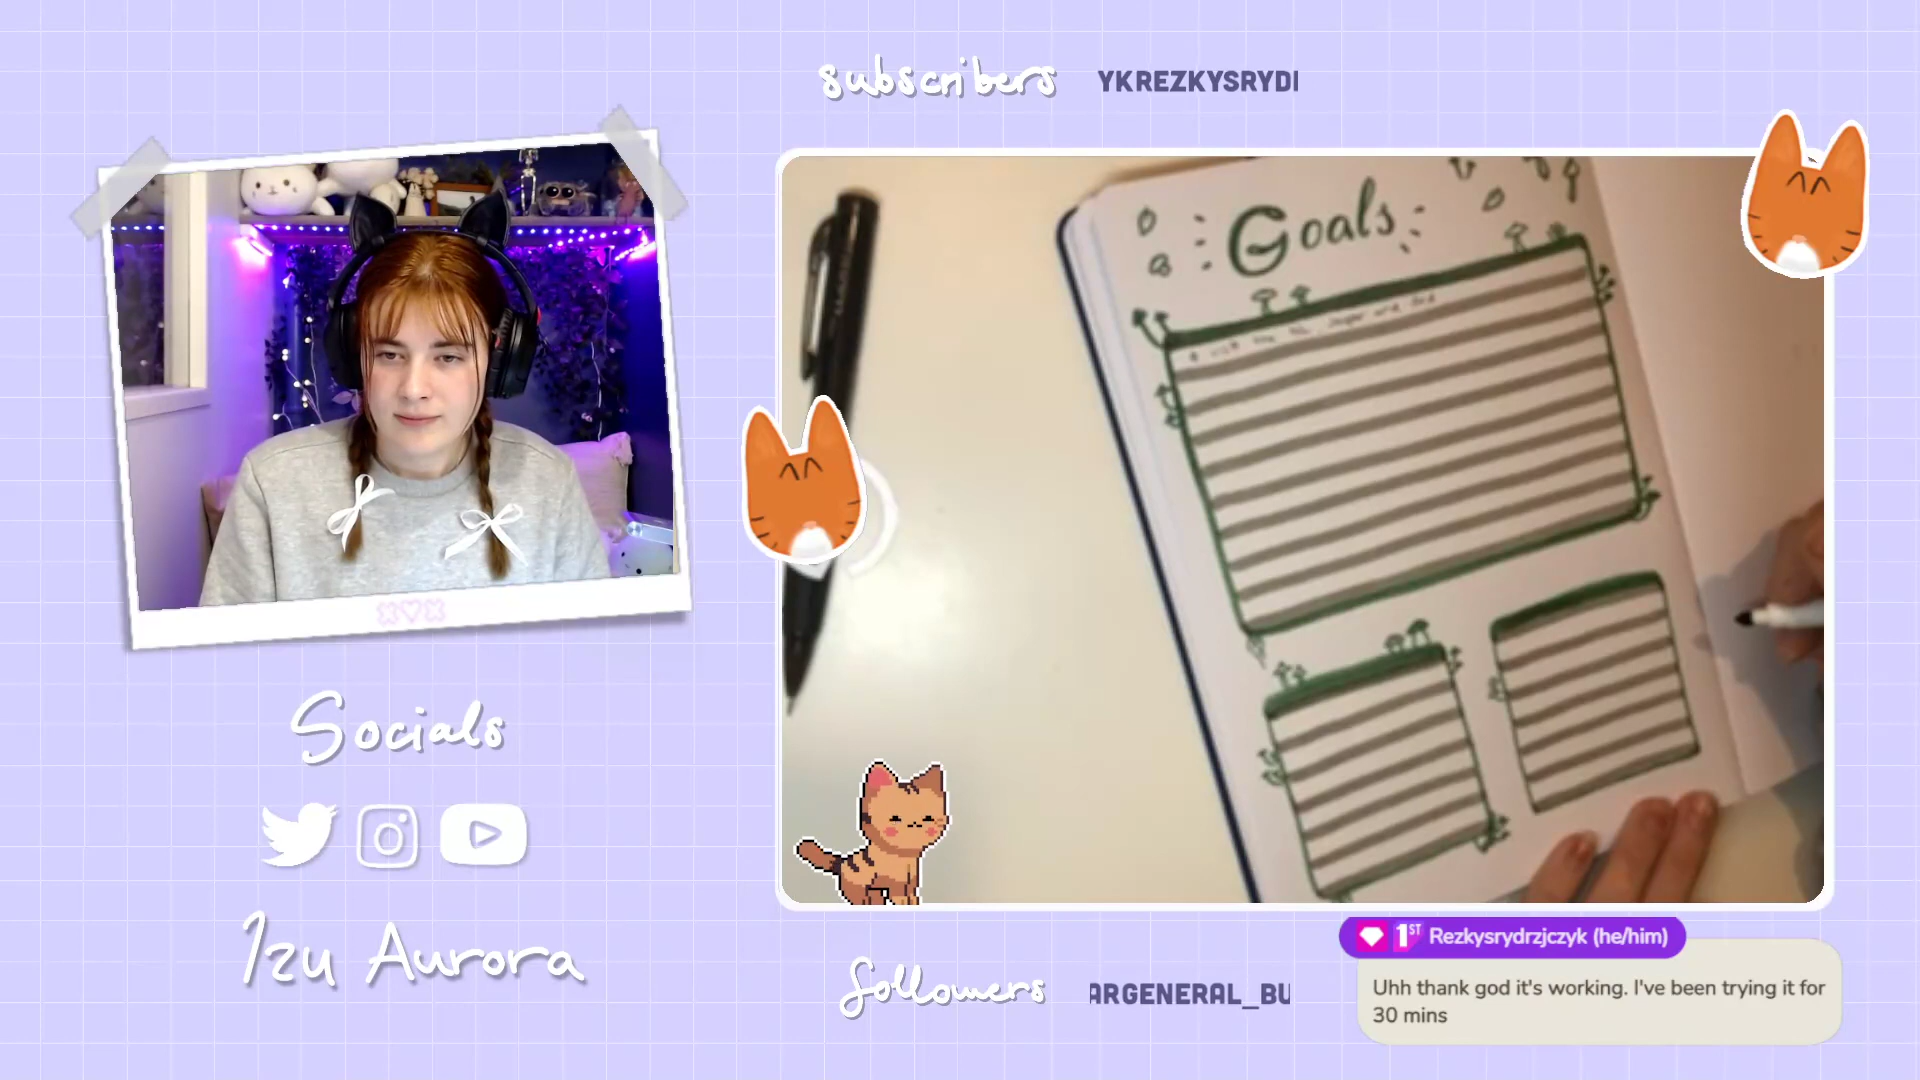 subscribers
YKREZKYSRYDI
Goals
Socials
Izu Aurora
followers
ARGENERAL_BU
1ST Rezkysrydrzjczyk (he/him)
Uhh thank god it's working. I've been trying it for
30 mins